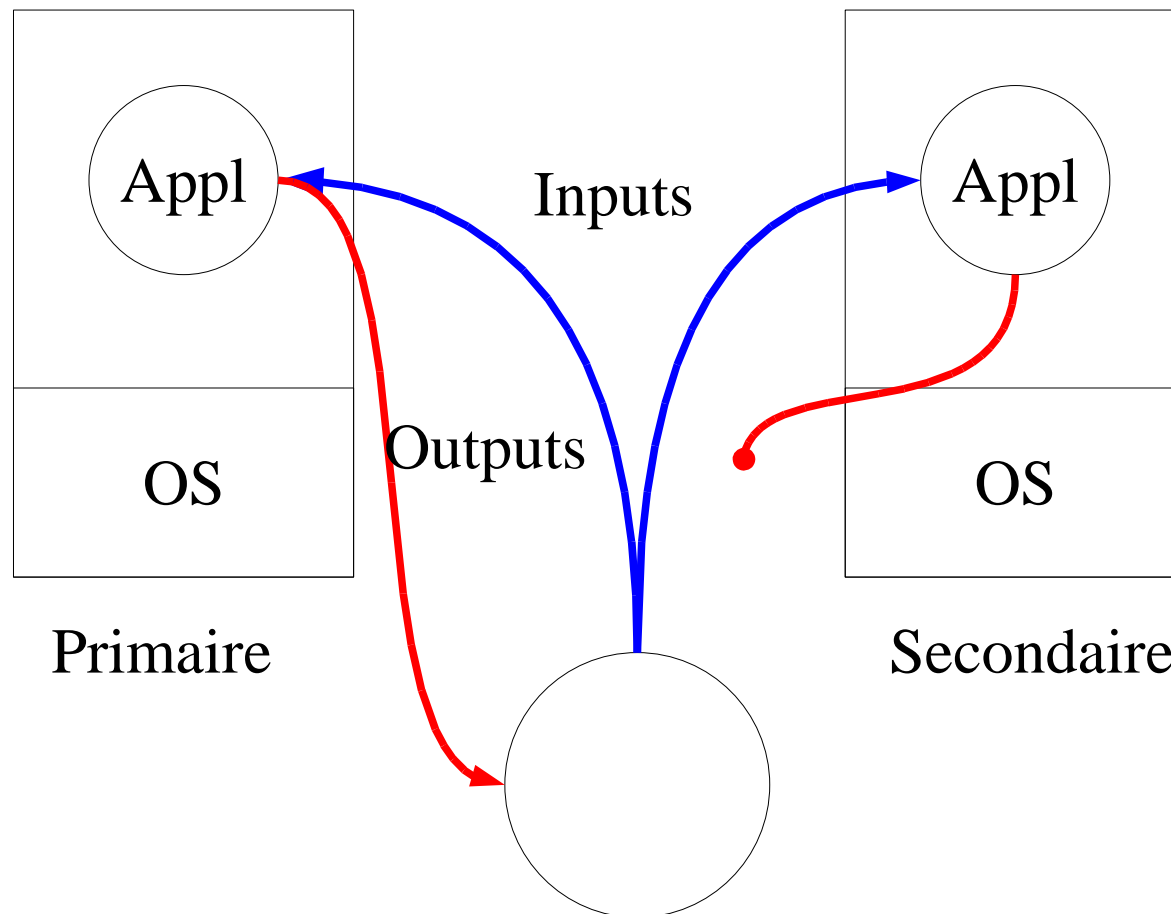 Appl
Inputs
Appl
Outputs
OS
OS
Primaire
Secondaire